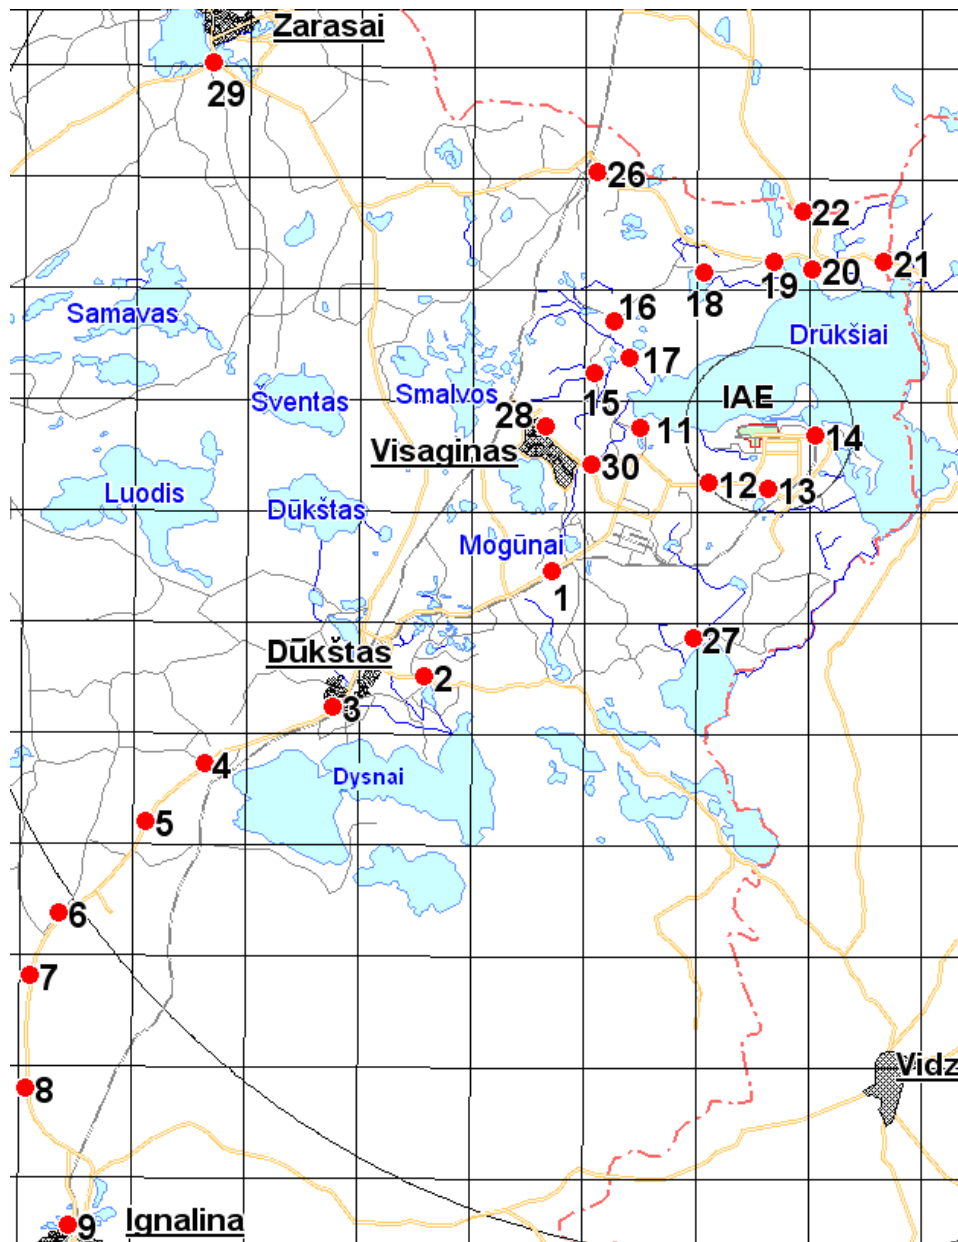 Zarasai
29
26
22
21
20
19
18
16
Samavas
Drūkšiai
17
15
Šventas
Smalvos
IAE
28
11
14
Visaginas
30
12
13
Luodis
Dūkštas
Mogūnai
1
27
Dūkštas
2
3
4
Dysnai
5
6
7
Vidz
8
Ignalina
9